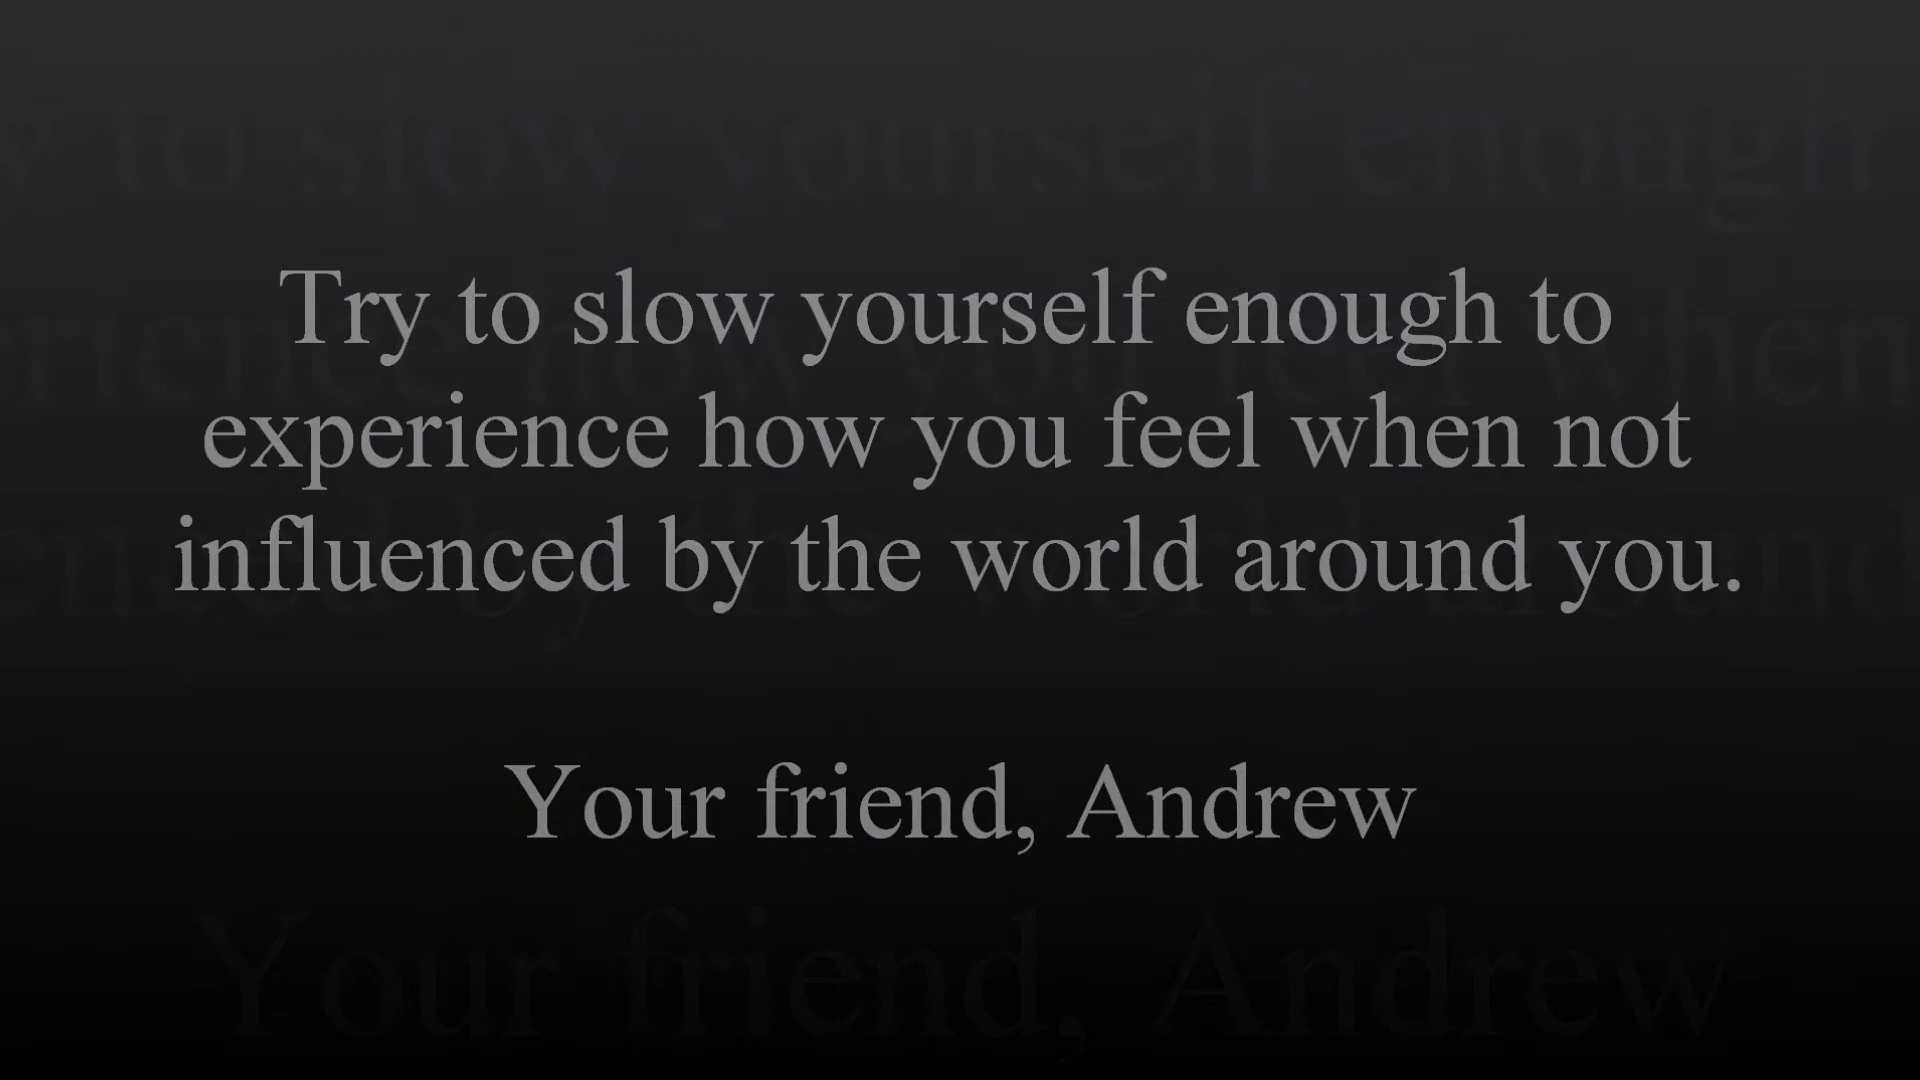 Try to slow yourself enough to
experience how you feel when not
influenced by the world around you.
Your friend, Andrew